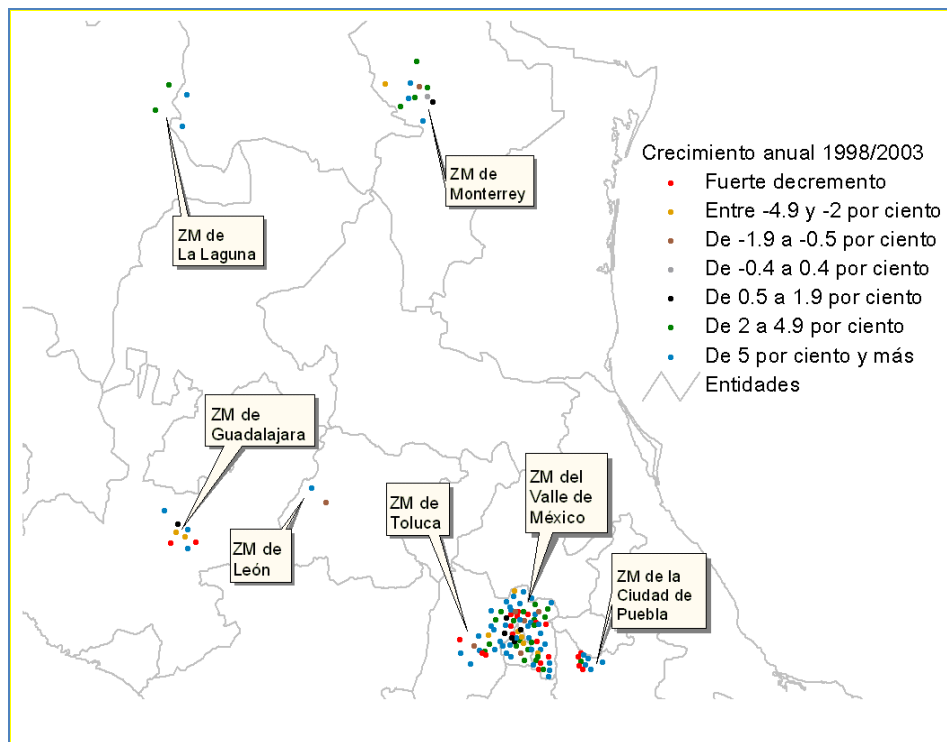 ZM de
Monterrey
ZM de
La Laguna
Crecimiento anual 1998/2003
Fuerte decremento
Entre -4.9 y -2 por ciento
De -1.9 a -0.5 por ciento
De -0.4 a 0.4 por ciento
De 0.5 a 1.9 por ciento
De 2 a 4.9 por ciento
De 5 por ciento y más
Entidades
ZM de
Guadalajara
ZM de
León
ZM de
Toluca
ZM del
Valle de
México
ZM de la
Ciudad de
Puebla